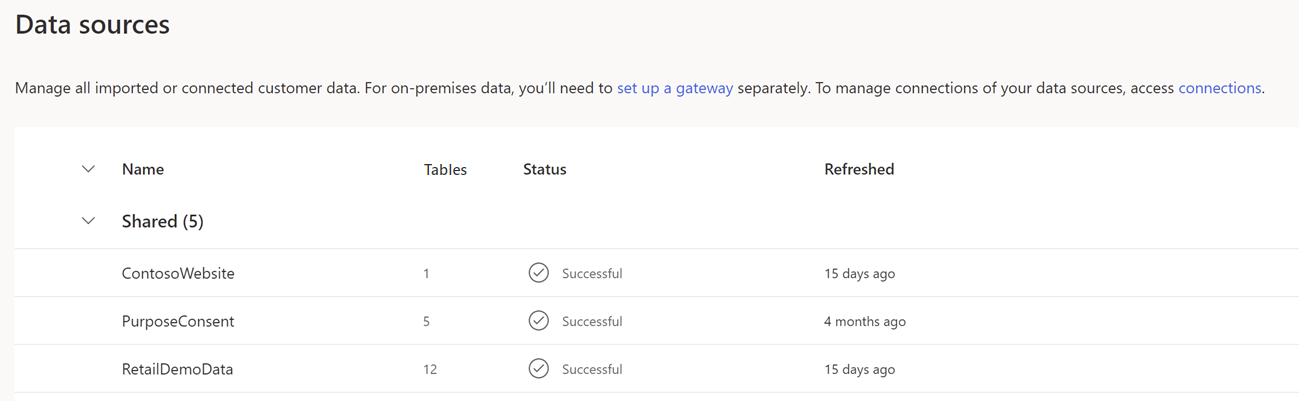 Data sources
Manage all imported or connected customer data. For on-premises data, you'll need to set up a gateway separately. To manage connections of your data sources, access connections.
Name Tables Status Refreshed
Shared (5)
ContosoWebsite 1 Successful 15 days ago
PurposeConsent 5 Successful 4 months ago
RetailDemoData 12 Successful 15 days ago